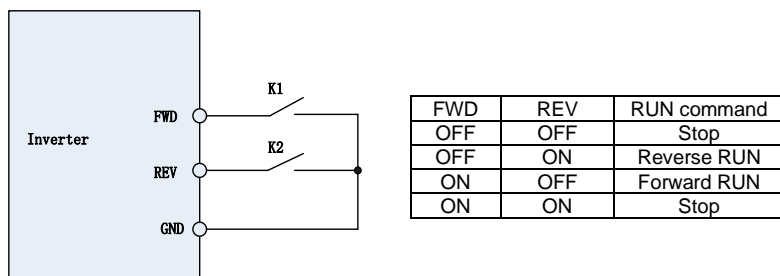 K1
FWD
Inverter
K2
REV
GND
FWD REV RUN command
OFF OFF Stop
OFF ON Reverse RUN
ON OFF Forward RUN
ON ON Stop